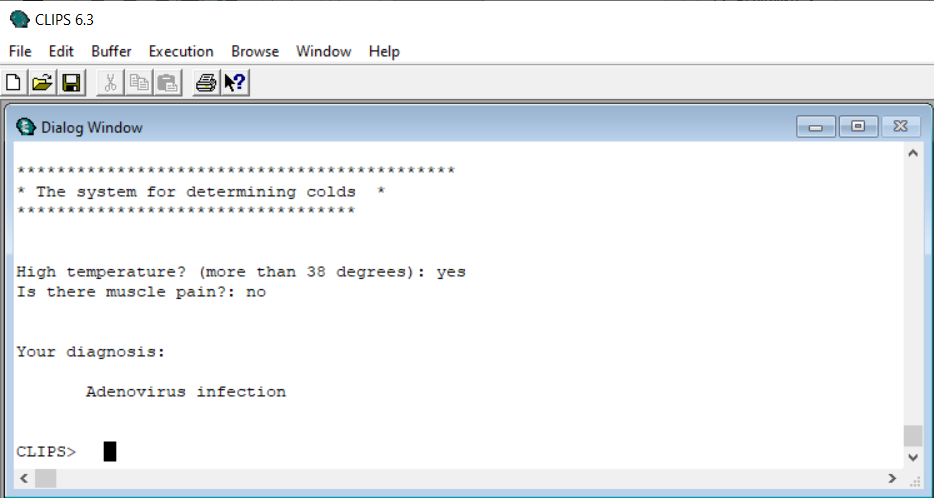 CLIPS 6.3
File Edit Buffer Execution Browse Window Help
Dialog Window
********************************************
* The system for determining colds  *
**********************************
High temperature? (more than 38 degrees): yes
Is there muscle pain?: no
Your diagnosis:
Adenovirus infection
CLIPS>